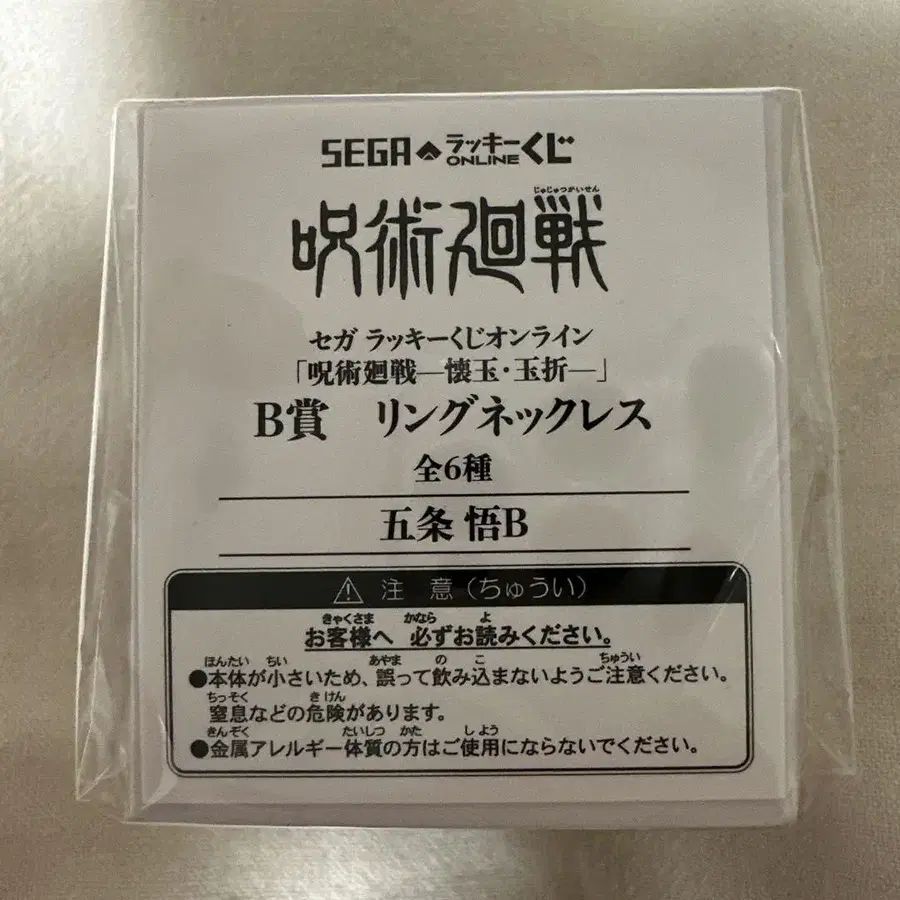 SEGA ラッキーくじ ONLINE
じゅじゅつかいせん
呪術廻戦
セガ ラッキーくじオンライン
「呪術廻戦―懐玉・玉折―」
B賞 リングネックレス
全6種
五条 悟B
⚠ 注 意(ちゅうい)
きゃくさま かなら よ
お客様へ 必ずお読みください。
ほんたい ちい あやま の こ ちゅうい
●本体が小さいため、誤って飲み込まないようご注意ください。
ちっそく きけん
窒息などの危険があります。
きんぞく たいしつ かた しよう
●金属アレルギー体質の方はご使用にならないでください。